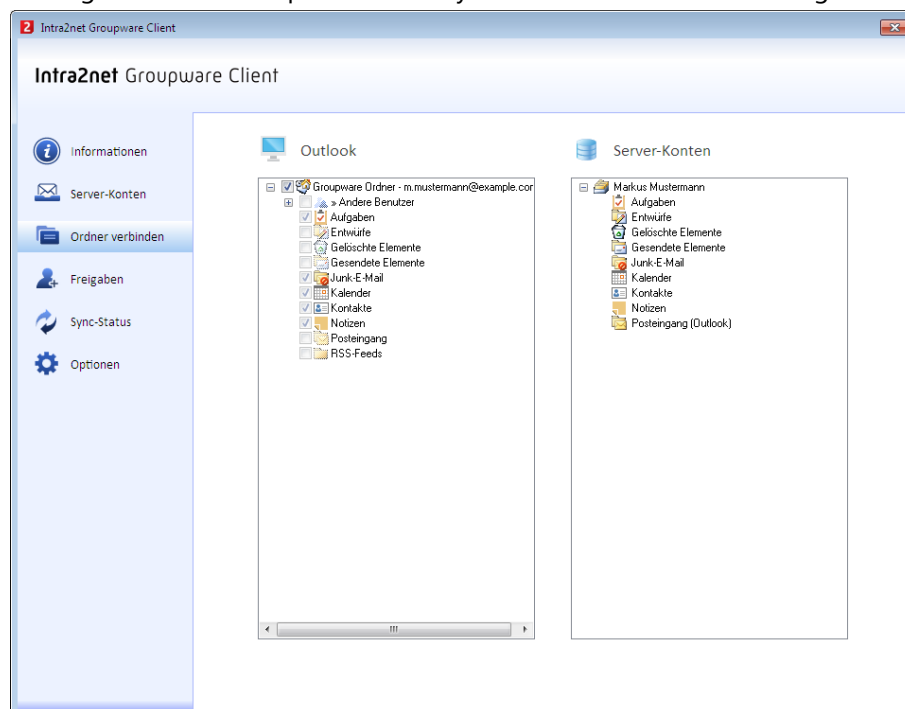 Intra2net Groupware Client
Intra2net Groupware Client
Informationen
Server-Konten
Ordner verbinden
Freigaben
Sync-Status
Optionen
Outlook
Groupware Ordner - m.mustermann@example.cor
» Andere Benutzer
Aufgaben
Entwürfe
Gelöschte Elemente
Gesendete Elemente
Junk-E-Mail
Kalender
Kontakte
Notizen
Posteingang
RSS-Feeds
Server-Konten
Markus Mustermann
Aufgaben
Entwürfe
Gelöschte Elemente
Gesendete Elemente
Junk-E-Mail
Kalender
Kontakte
Notizen
Posteingang (Outlook)